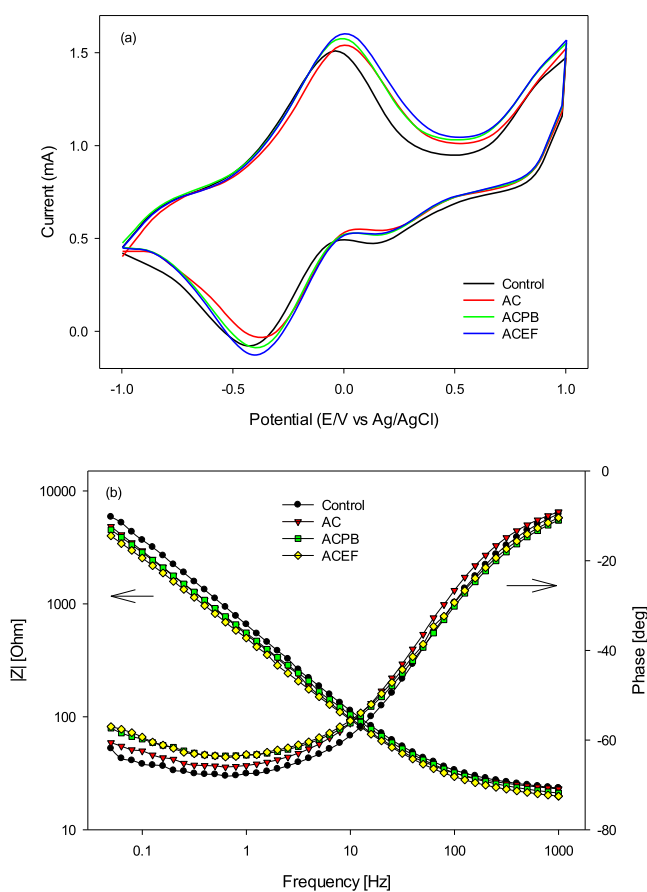 (a)
1.5
1.0
0.5
0.0
Current (mA)
Control
AC
ACPB
ACEF
-1.0 -0.5 0.0 0.5 1.0
Potential (E/V vs Ag/AgCl)
(b)
10000
1000
100
10
|Z| [Ohm]
Control
AC
ACPB
ACEF
0
-20
-40
-60
-80
Phase [deg]
0.1 1 10 100 1000
Frequency [Hz]